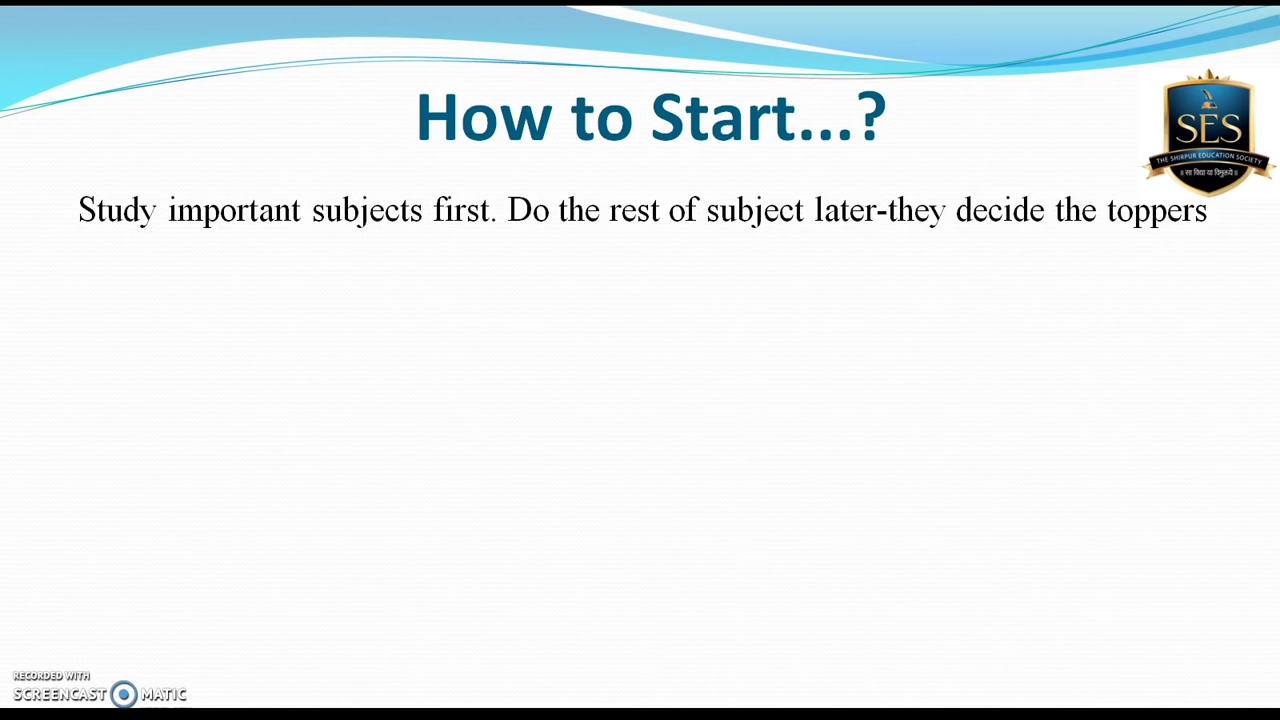 How to Start...?
SES
THE SHIRPUR EDUCATION SOCIETY
॥ सा विद्या या विमुक्तये ॥
Study important subjects first. Do the rest of subject later-they decide the toppers
RECORDED WITH
SCREENCAST MATIC